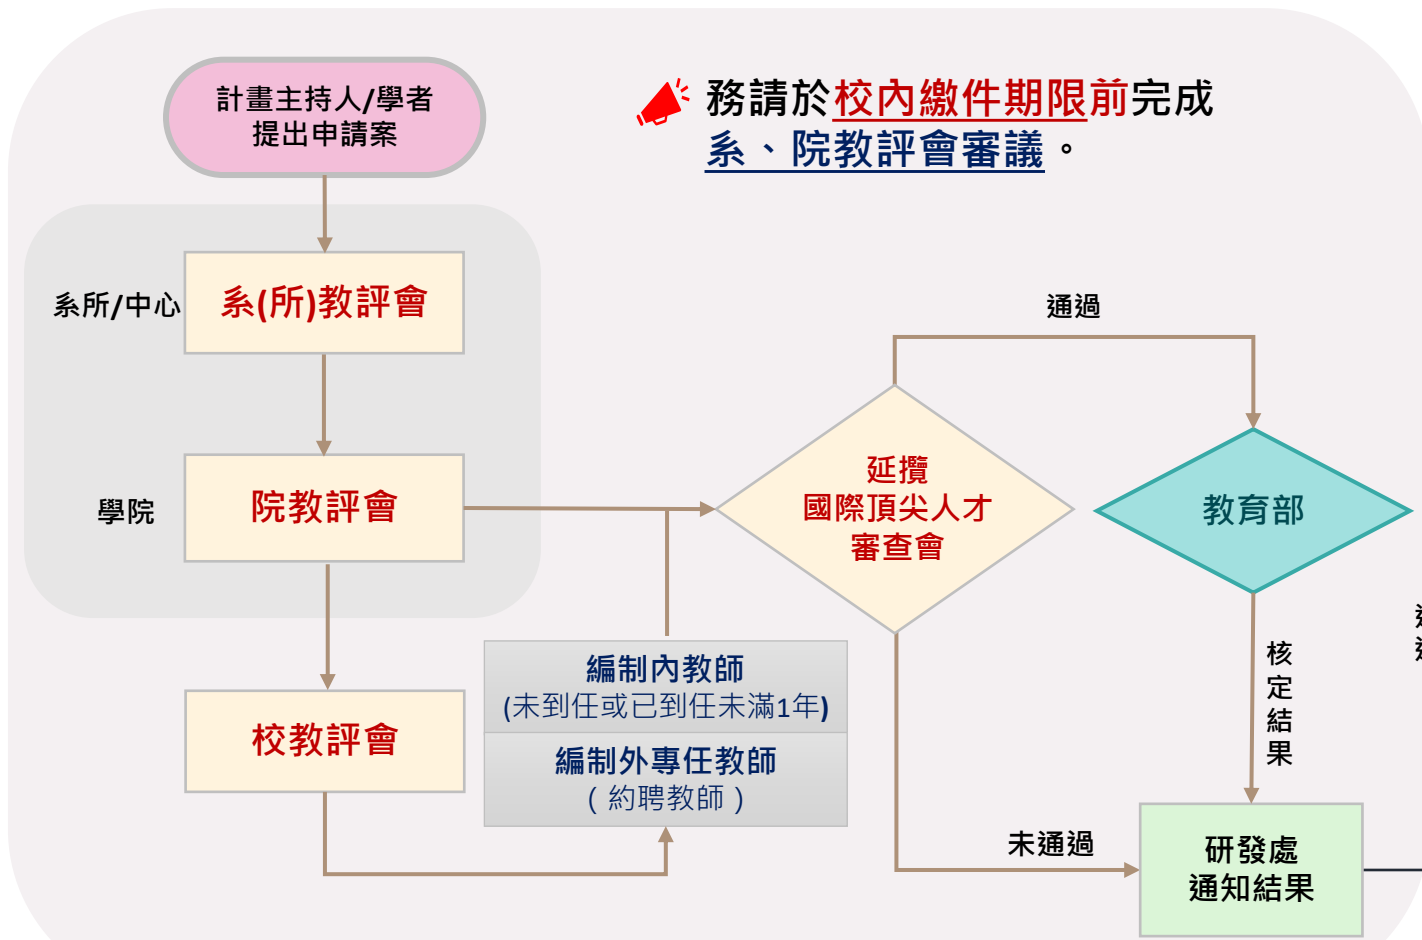 計畫主持人/學者
提出申請案
務請於校內繳件期限前完成
系、院教評會審議。
系所/中心
系(所)教評會
通過
學院
院教評會
延攬
國際頂尖人才
審查會
教育部
編制內教師
(未到任或已到任未滿1年)
編制外專任教師
(約聘教師)
校教評會
核定結果
未通過
研發處
通知結果